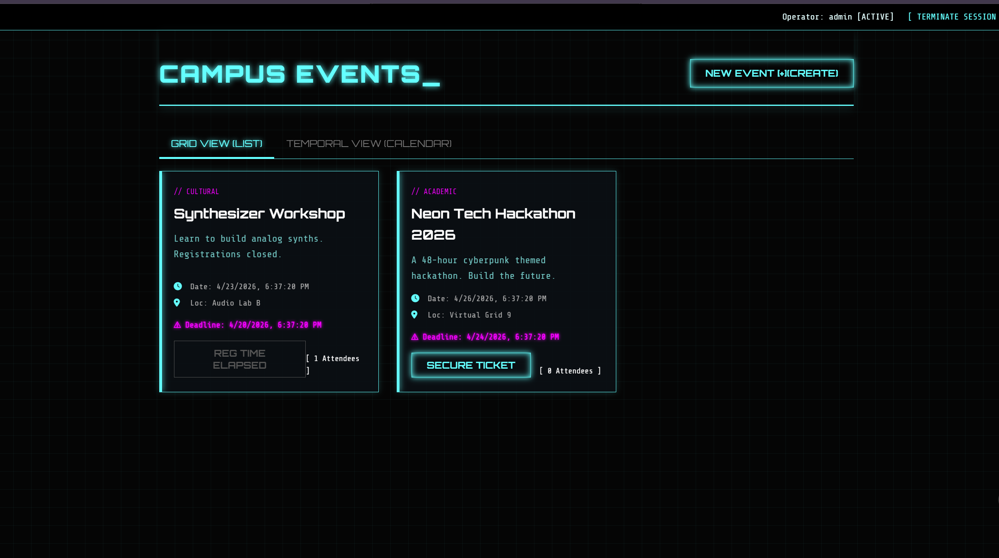 Operator: admin [ACTIVE] [ TERMINATE SESSION
CAMPUS EVENTS_
NEW EVENT [+](CREATE)
GRID VIEW (LIST) TEMPORAL VIEW (CALENDAR)
// CULTURAL
Synthesizer Workshop
Learn to build analog synths.
Registrations closed.
Date: 4/23/2026, 6:37:20 PM
Loc: Audio Lab B
⚠ Deadline: 4/20/2026, 6:37:20 PM
REG TIME
ELAPSED
[ 1 Attendees
]
// ACADEMIC
Neon Tech Hackathon
2026
A 48-hour cyberpunk themed
hackathon. Build the future.
Date: 4/26/2026, 6:37:20 PM
Loc: Virtual Grid 9
⚠ Deadline: 4/24/2026, 6:37:20 PM
SECURE TICKET
[ 0 Attendees ]